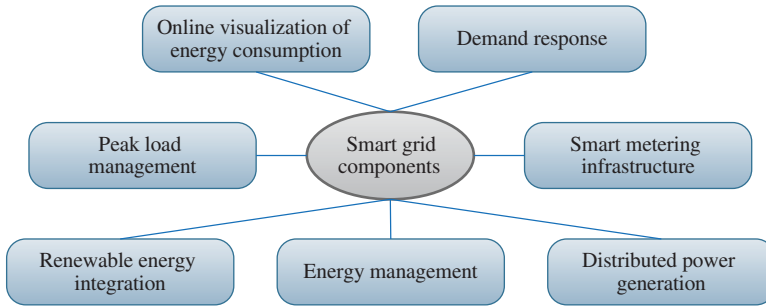 Online visualization of
energy consumption
Demand response
Peak load
management
Smart grid
components
Smart metering
infrastructure
Renewable energy
integration
Energy management
Distributed power
generation